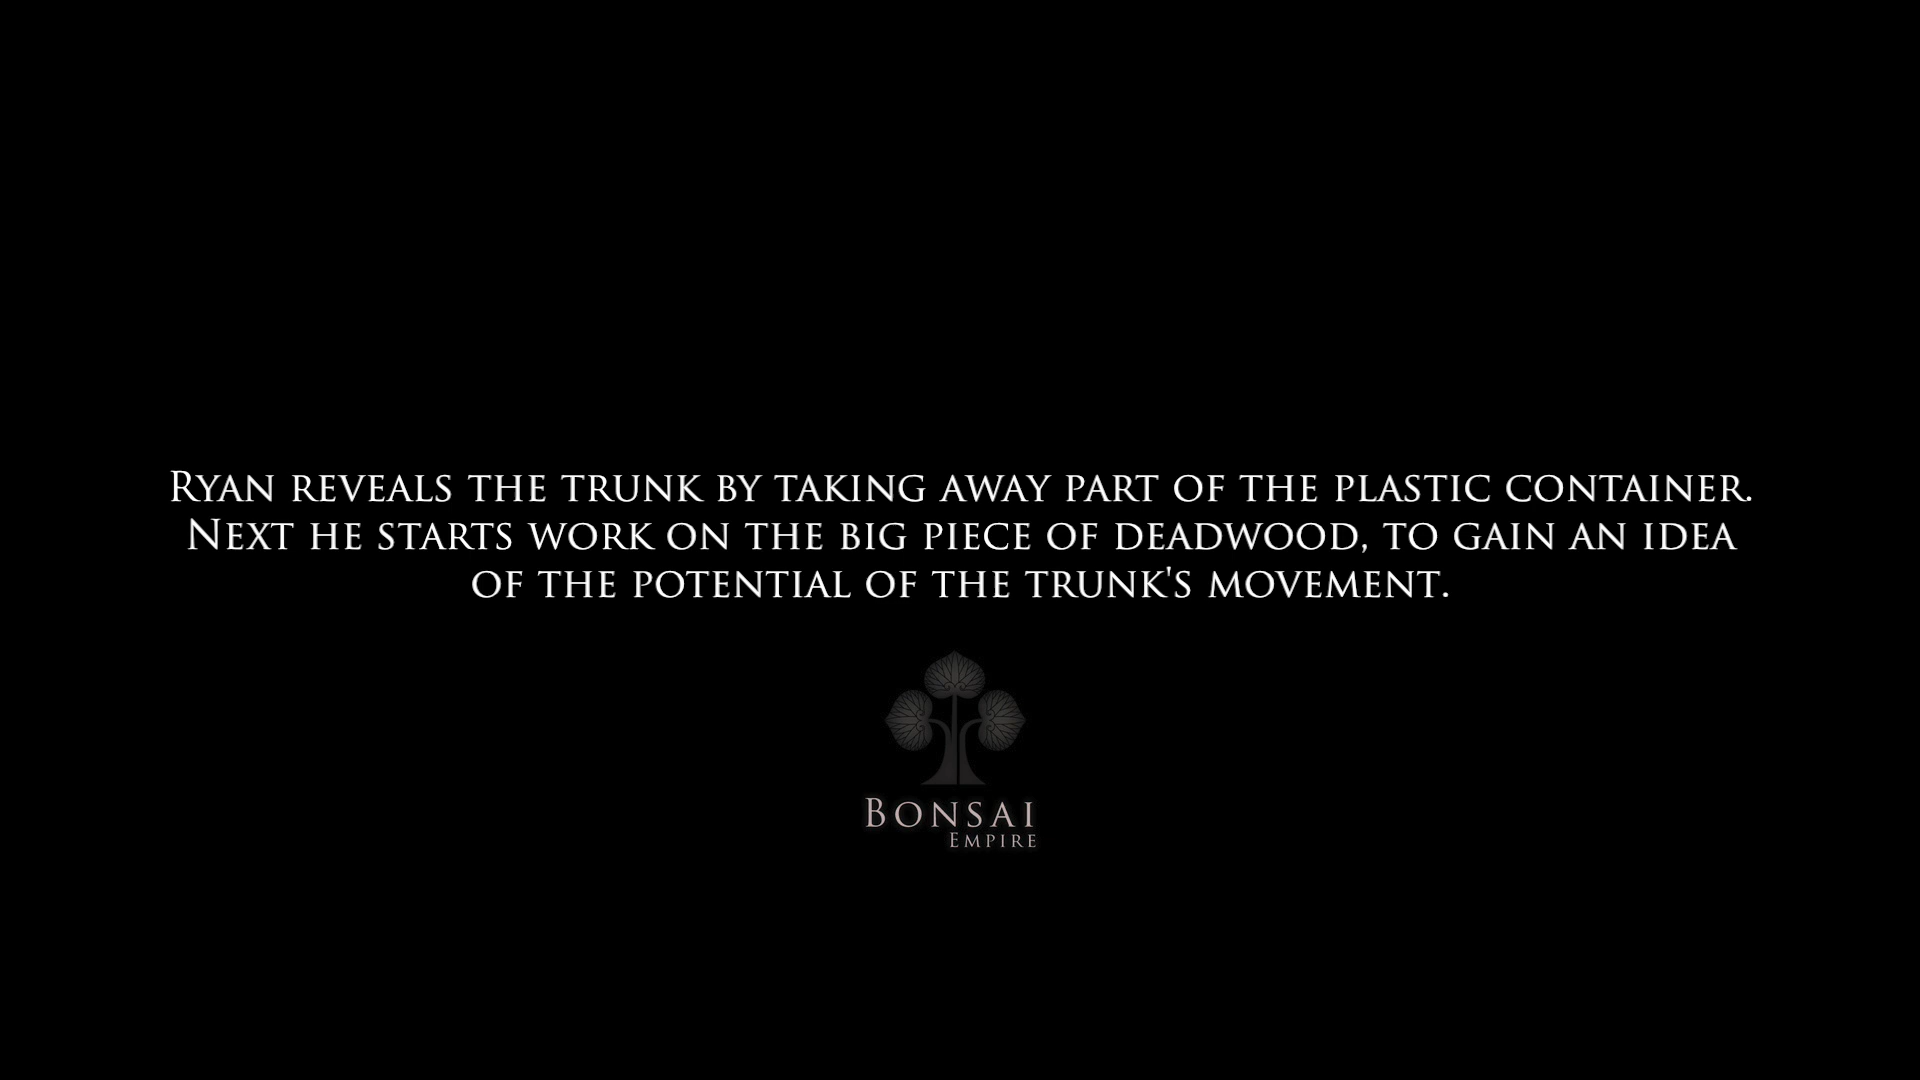 Ryan reveals the trunk by taking away part of the plastic container.
Next he starts work on the big piece of deadwood, to gain an idea
of the potential of the trunk's movement.
Bonsai
Empire